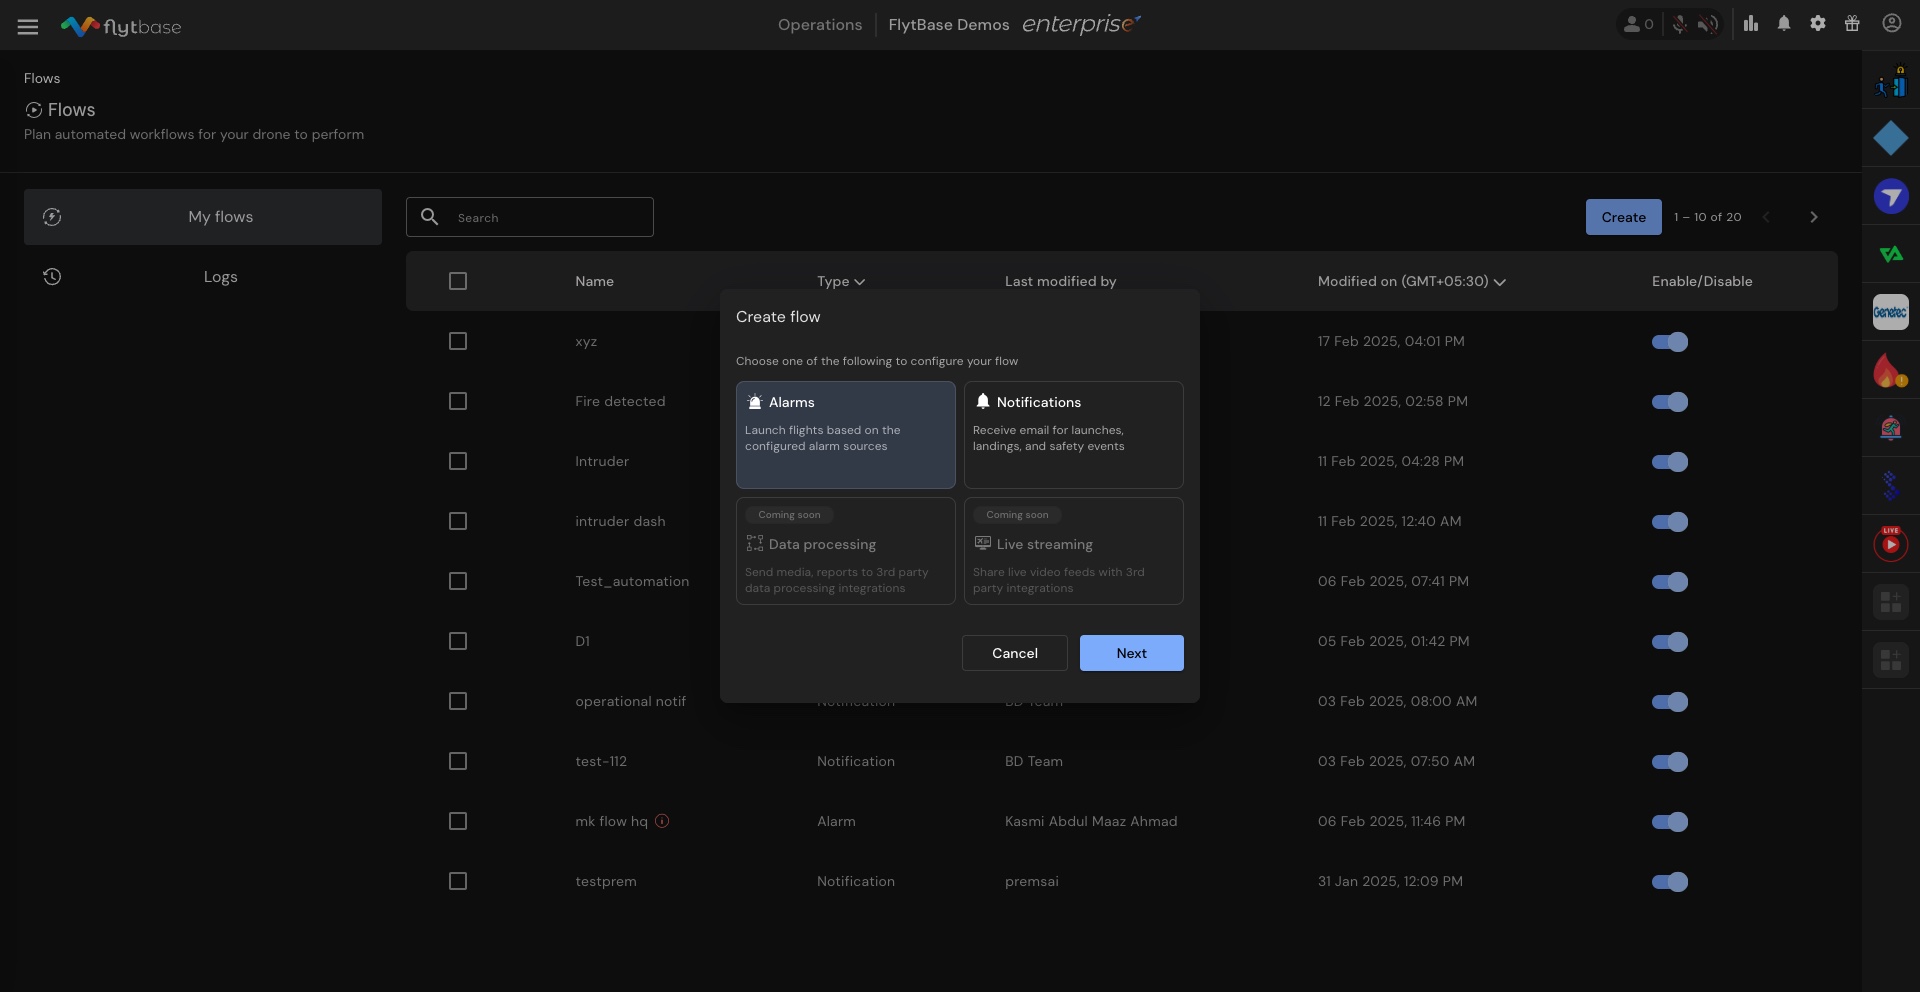 flytbase
Operations
FlytBase Demos
enterprise
0
Flows
Flows
Plan automated workflows for your drone to perform
My flows
Logs
Search
Create
1 – 10 of 20
Name
Type
Last modified by
Modified on (GMT+05:30)
Enable/Disable
xyz
17 Feb 2025, 04:01 PM
Fire detected
12 Feb 2025, 02:58 PM
Intruder
11 Feb 2025, 04:28 PM
intruder dash
11 Feb 2025, 12:40 AM
Test_automation
06 Feb 2025, 07:41 PM
D1
05 Feb 2025, 01:42 PM
operational notif
Notification
BD Team
03 Feb 2025, 08:00 AM
test-112
Notification
BD Team
03 Feb 2025, 07:50 AM
mk flow hq
Alarm
Kasmi Abdul Maaz Ahmad
06 Feb 2025, 11:46 PM
testprem
Notification
premsai
31 Jan 2025, 12:09 PM
Create flow
Choose one of the following to configure your flow
Alarms
Launch flights based on the
configured alarm sources
Notifications
Receive email for launches,
landings, and safety events
Coming soon
Data processing
Send media, reports to 3rd party
data processing integrations
Coming soon
Live streaming
Share live video feeds with 3rd
party integrations
Cancel
Next
Genetec
LIVE